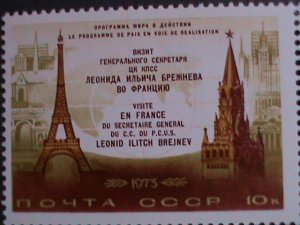 ПРОГРАММА МИРА В ДЕЙСТВИИ
LE PROGRAMME DE PAIX EN VOIE DE REALISATION
ВИЗИТ
ГЕНЕРАЛЬНОГО СЕКРЕТАРЯ
ЦК КПСС
ЛЕОНИДА ИЛЬИЧА БРЕЖНЕВА
ВО ФРАНЦИЮ
VISITE
EN FRANCE
DU SECRETAIRE GENERAL
DU C.C. DU P.C.U.S.
LEONID ILITCH BREJNEV
1973
ПОЧТА СССР 10К